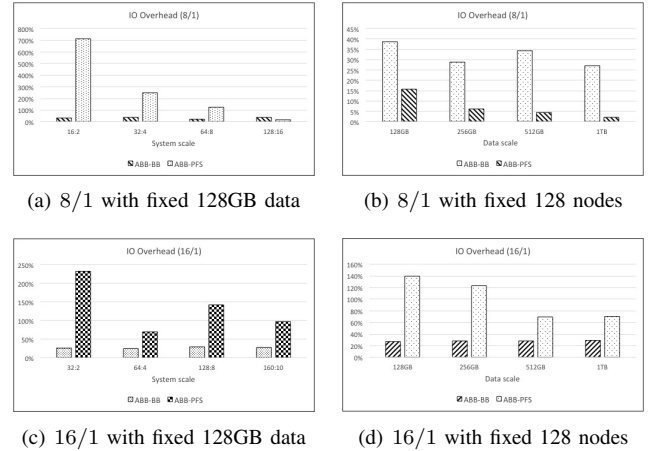 IO Overhead (8/1)
800%
700%
600%
500%
400%
300%
200%
100%
0%
16:2 32:4 64:8 128:16
System scale
ABB-BB ABB-PFS
(a) 8/1 with fixed 128GB data
IO Overhead (8/1)
45%
40%
35%
30%
25%
20%
15%
10%
5%
0%
128GB 256GB 512GB 1TB
Data scale
ABB-BB ABB-PFS
(b) 8/1 with fixed 128 nodes
IO Overhead (16/1)
250%
200%
150%
100%
50%
0%
32:2 64:4 128:8 160:10
System scale
ABB-BB ABB-PFS
(c) 16/1 with fixed 128GB data
IO Overhead (16/1)
160%
140%
120%
100%
80%
60%
40%
20%
0%
128GB 256GB 512GB 1TB
Data scale
ABB-BB ABB-PFS
(d) 16/1 with fixed 128 nodes